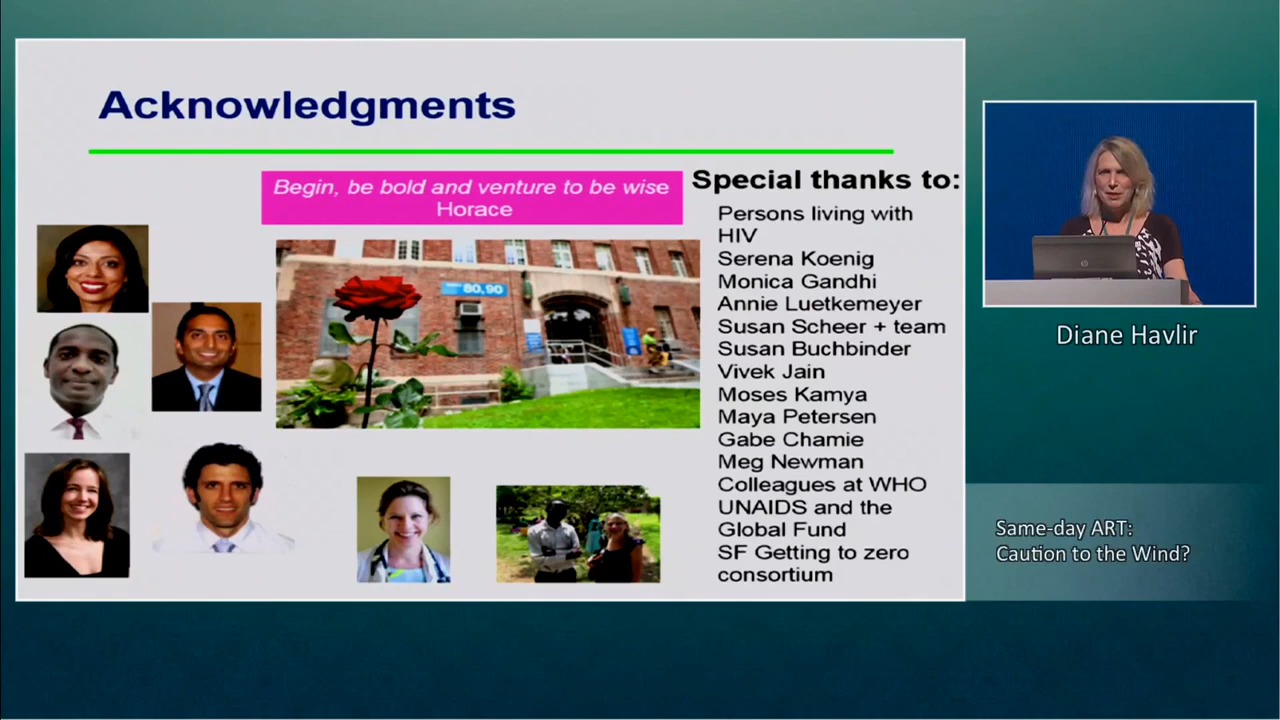 Acknowledgments
Begin, be bold and venture to be wise
Horace
80,90
Special thanks to:
Persons living with
HIV
Serena Koenig
Monica Gandhi
Annie Luetkemeyer
Susan Scheer + team
Susan Buchbinder
Vivek Jain
Moses Kamya
Maya Petersen
Gabe Chamie
Meg Newman
Colleagues at WHO
UNAIDS and the
Global Fund
SF Getting to zero
consortium
Diane Havlir
Same-day ART:
Caution to the Wind?